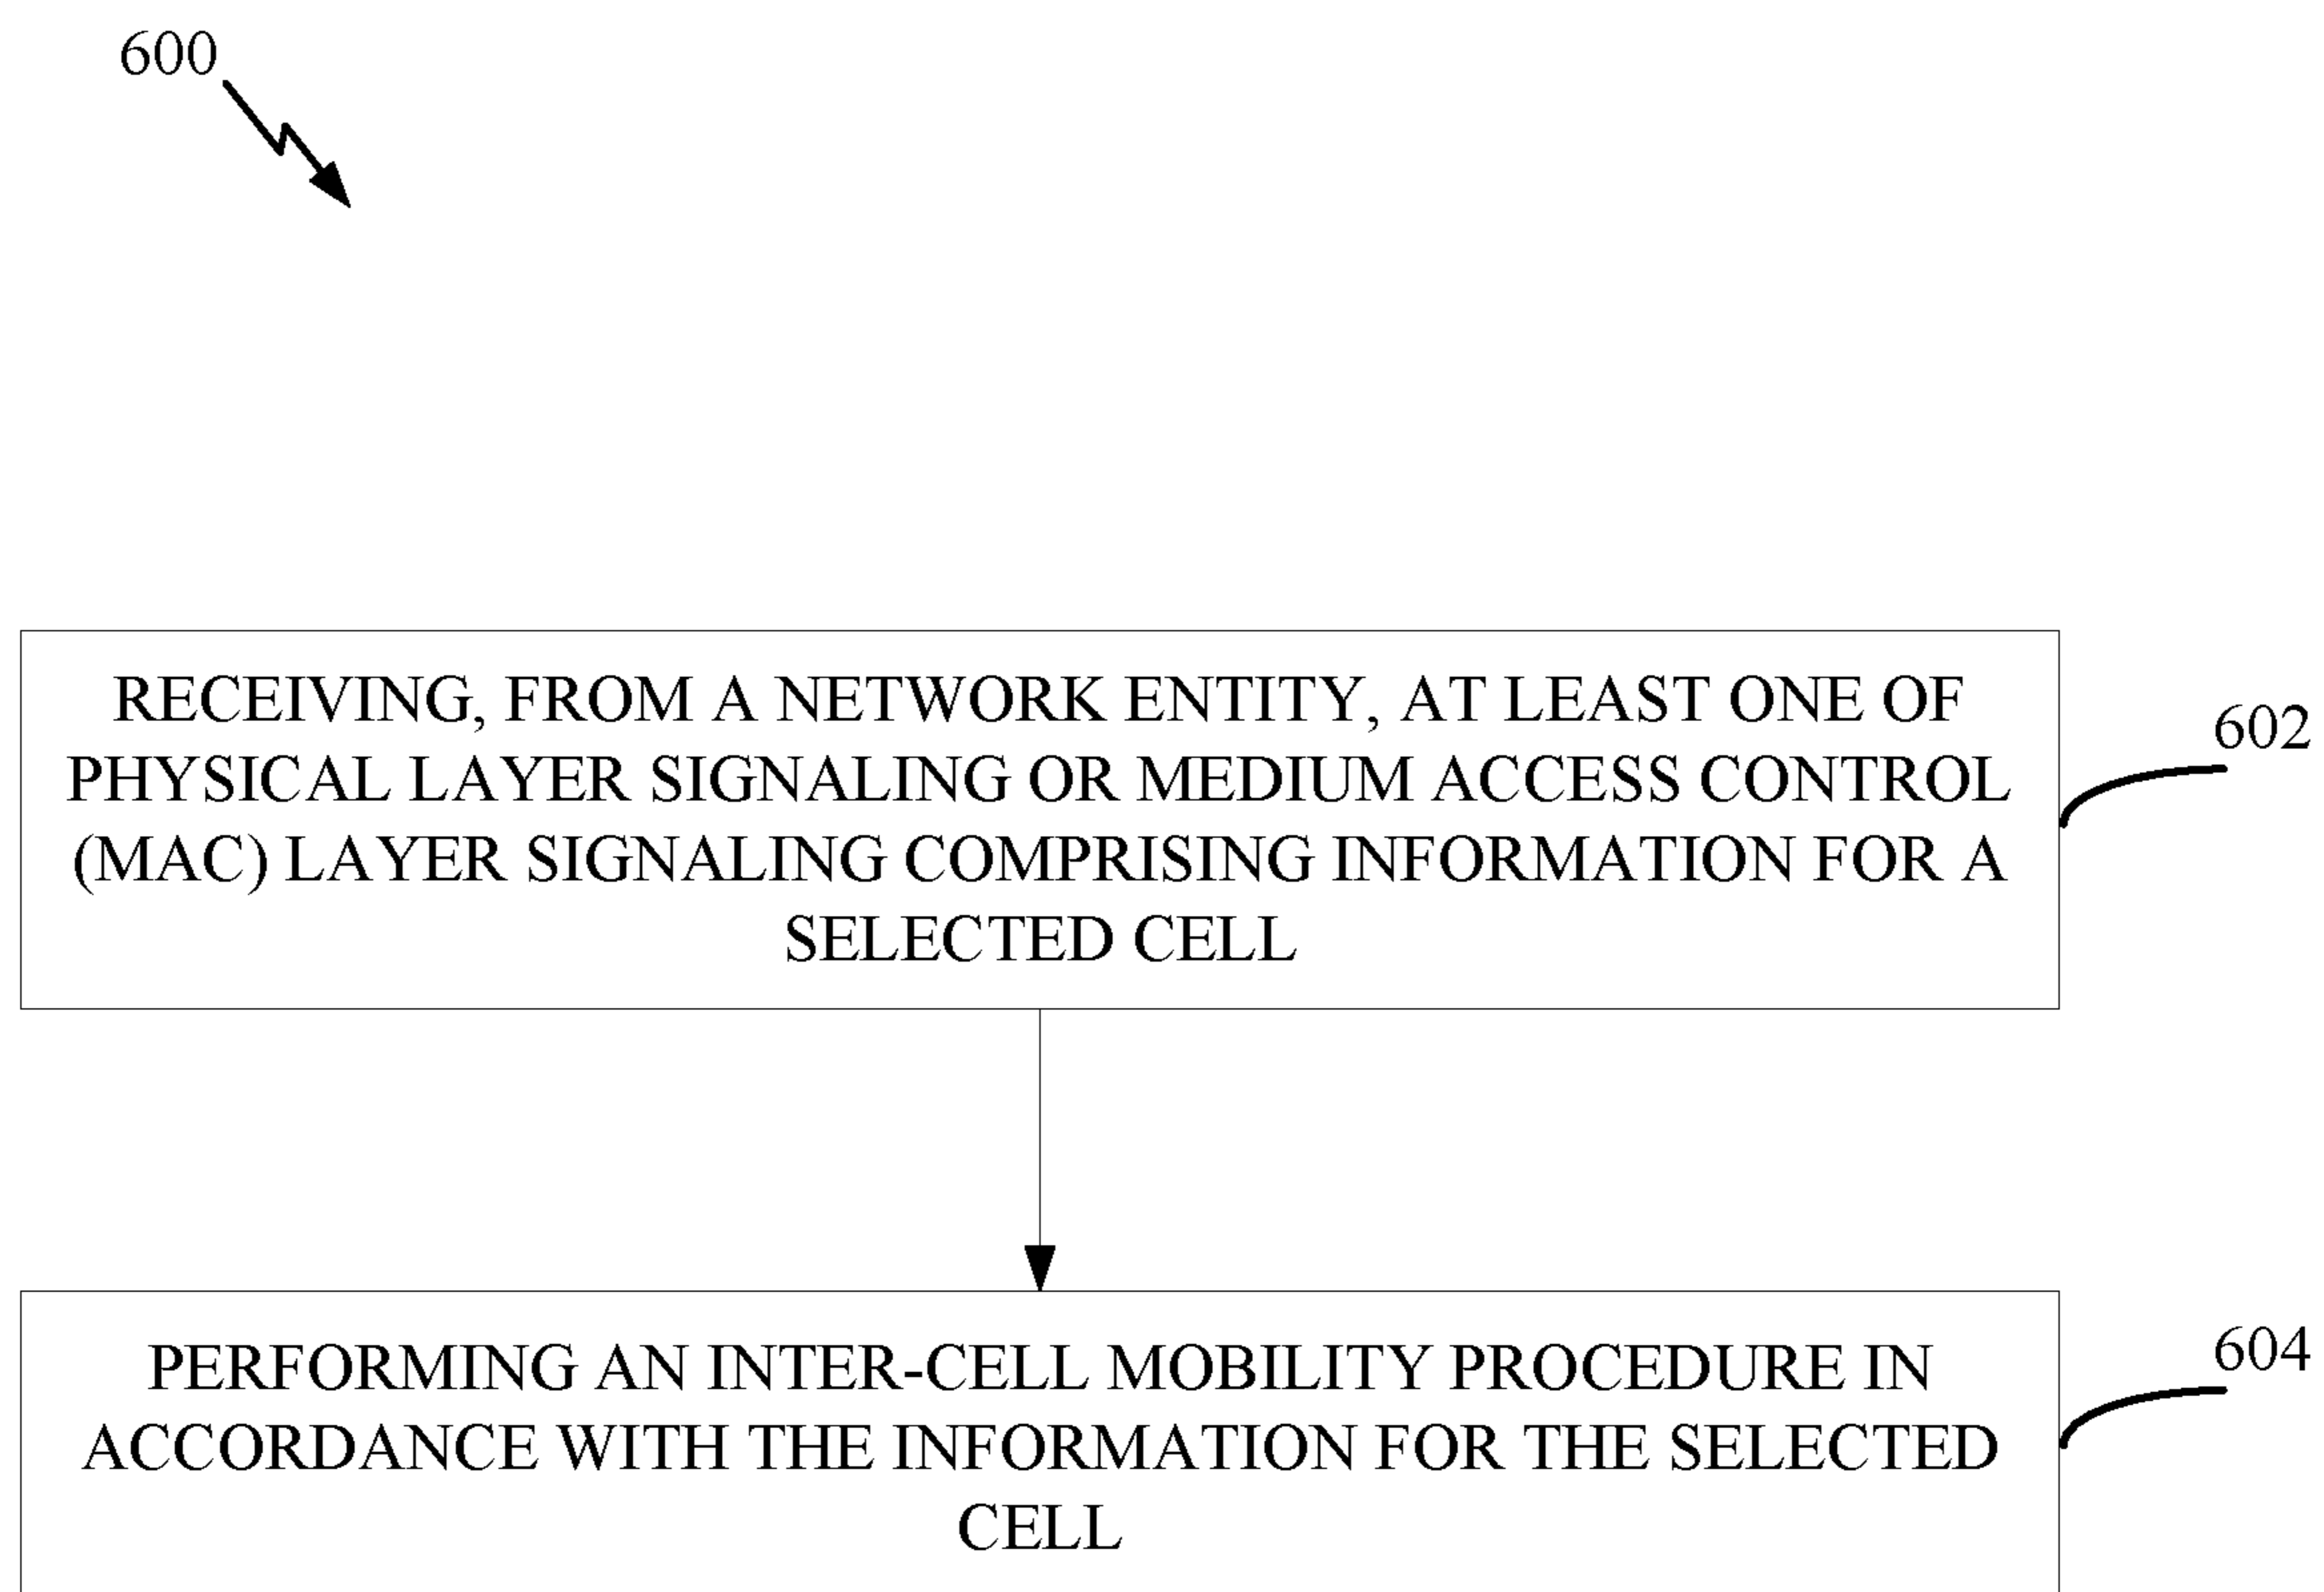 600
RECEIVING, FROM A NETWORK ENTITY, AT LEAST ONE OF
PHYSICAL LAYER SIGNALING OR MEDIUM ACCESS CONTROL
(MAC) LAYER SIGNALING COMPRISING INFORMATION FOR A
SELECTED CELL
602
PERFORMING AN INTER-CELL MOBILITY PROCEDURE IN
ACCORDANCE WITH THE INFORMATION FOR THE SELECTED
CELL
604